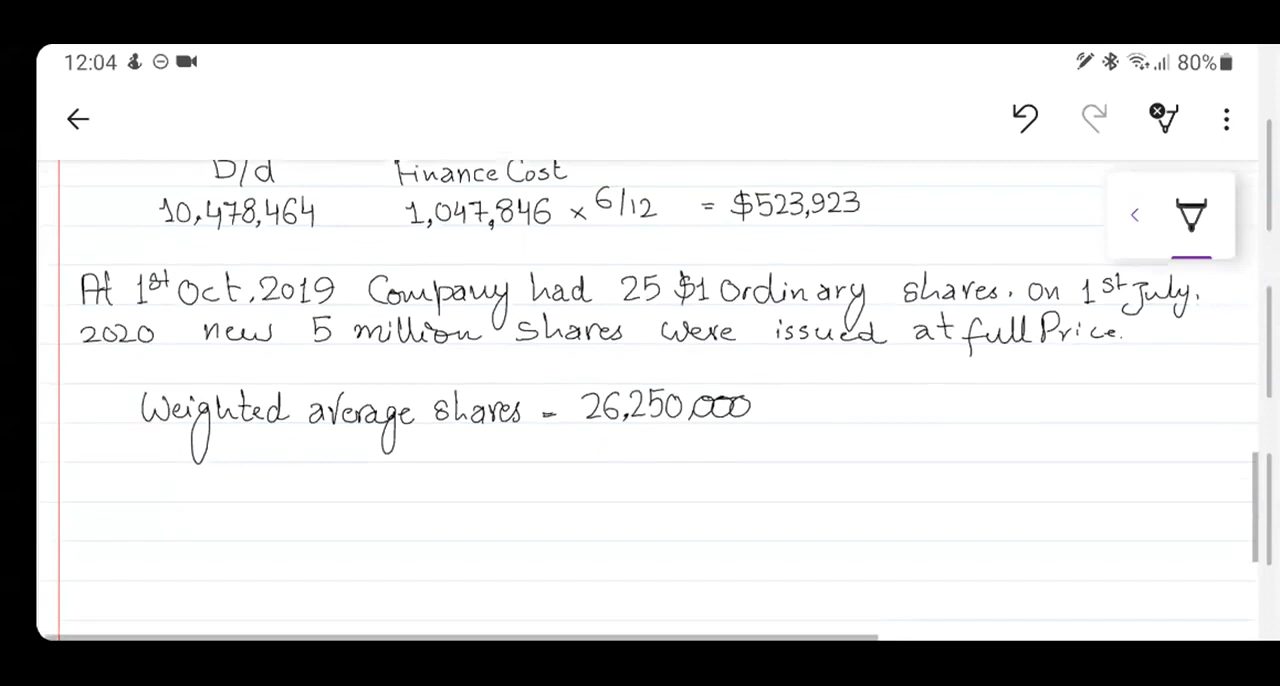 12:04 80%
D/d Finance Cost
10,478,464 1,047,846 × 6/12 = $523,923
At 1st Oct, 2019 Company had 25 $1 Ordinary shares. On 1st July,
2020 new 5 million shares were issued at full Price.
Weighted average shares = 26,250,000